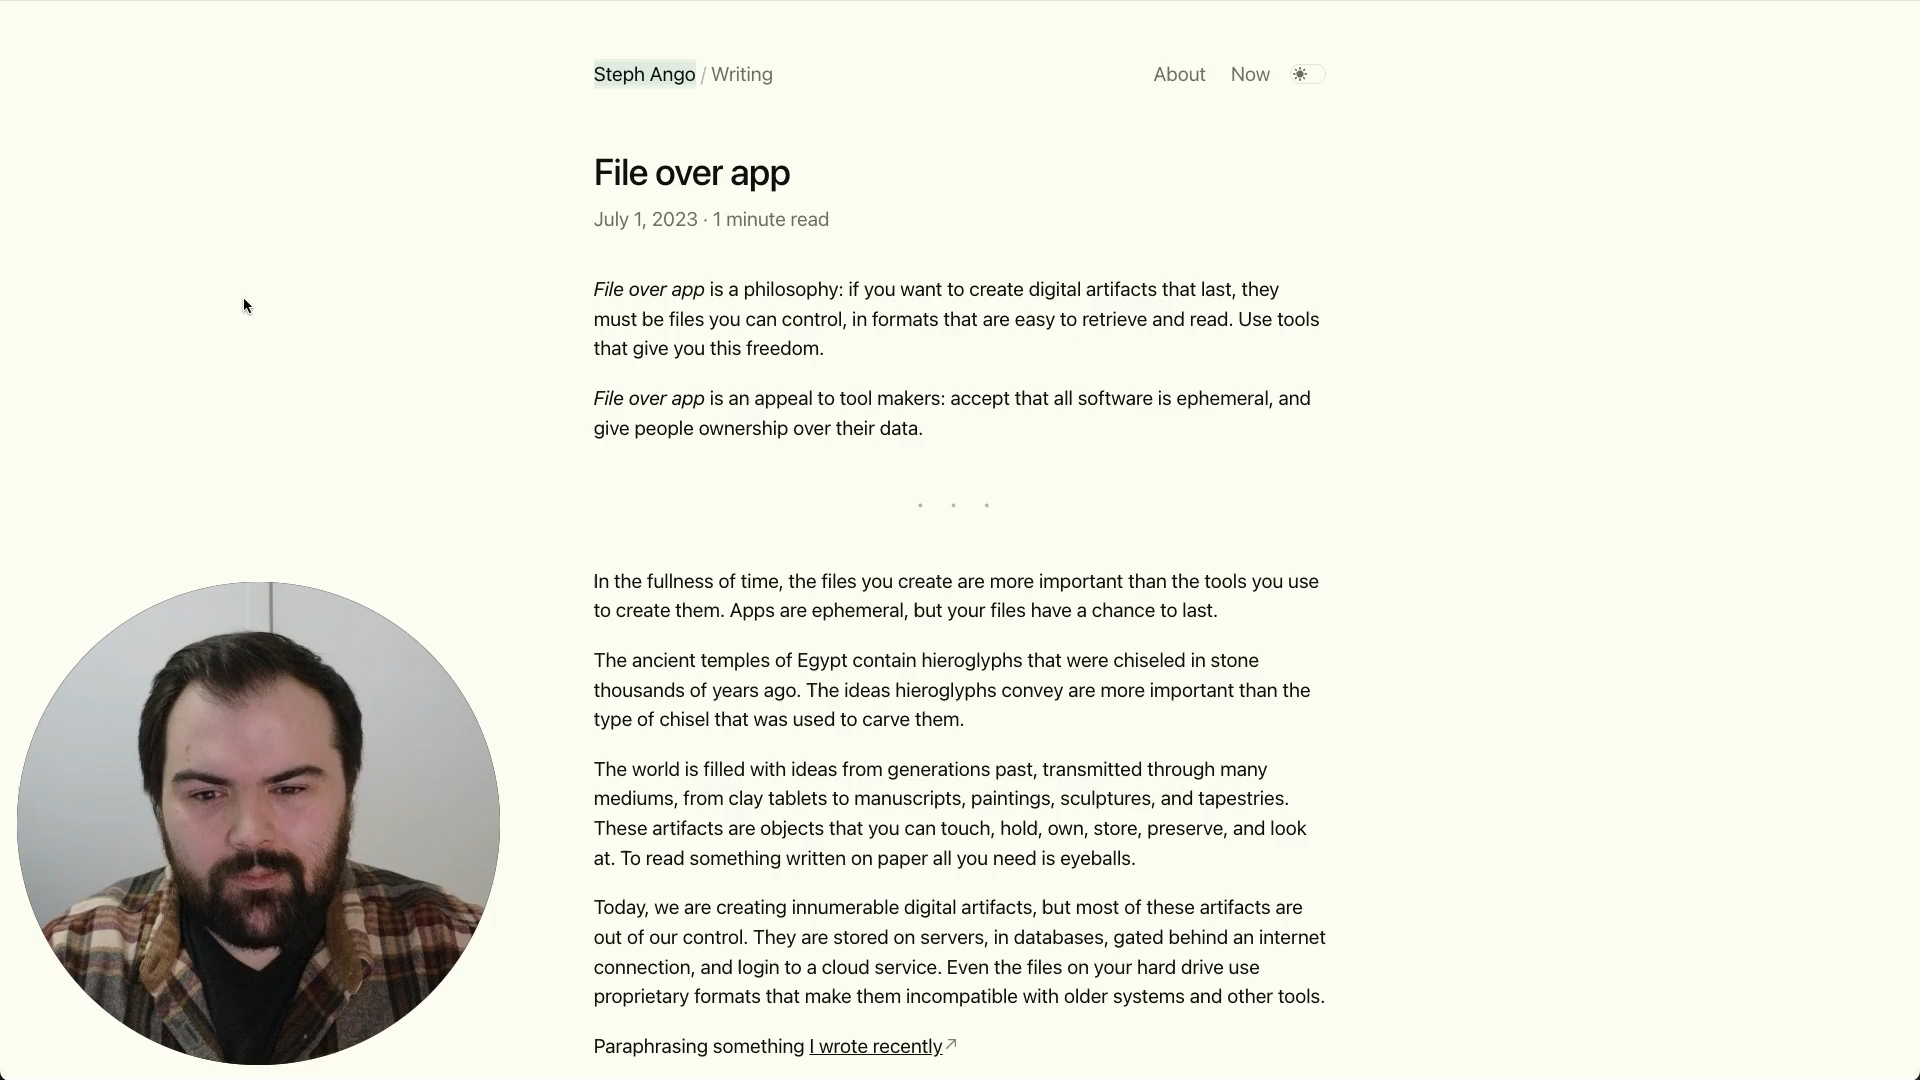 Steph Ango / Writing
About Now
File over app
July 1, 2023 · 1 minute read
File over app is a philosophy: if you want to create digital artifacts that last, they
must be files you can control, in formats that are easy to retrieve and read. Use tools
that give you this freedom.
File over app is an appeal to tool makers: accept that all software is ephemeral, and
give people ownership over their data.
In the fullness of time, the files you create are more important than the tools you use
to create them. Apps are ephemeral, but your files have a chance to last.
The ancient temples of Egypt contain hieroglyphs that were chiseled in stone
thousands of years ago. The ideas hieroglyphs convey are more important than the
type of chisel that was used to carve them.
The world is filled with ideas from generations past, transmitted through many
mediums, from clay tablets to manuscripts, paintings, sculptures, and tapestries.
These artifacts are objects that you can touch, hold, own, store, preserve, and look
at. To read something written on paper all you need is eyeballs.
Today, we are creating innumerable digital artifacts, but most of these artifacts are
out of our control. They are stored on servers, in databases, gated behind an internet
connection, and login to a cloud service. Even the files on your hard drive use
proprietary formats that make them incompatible with older systems and other tools.
Paraphrasing something I wrote recently↗